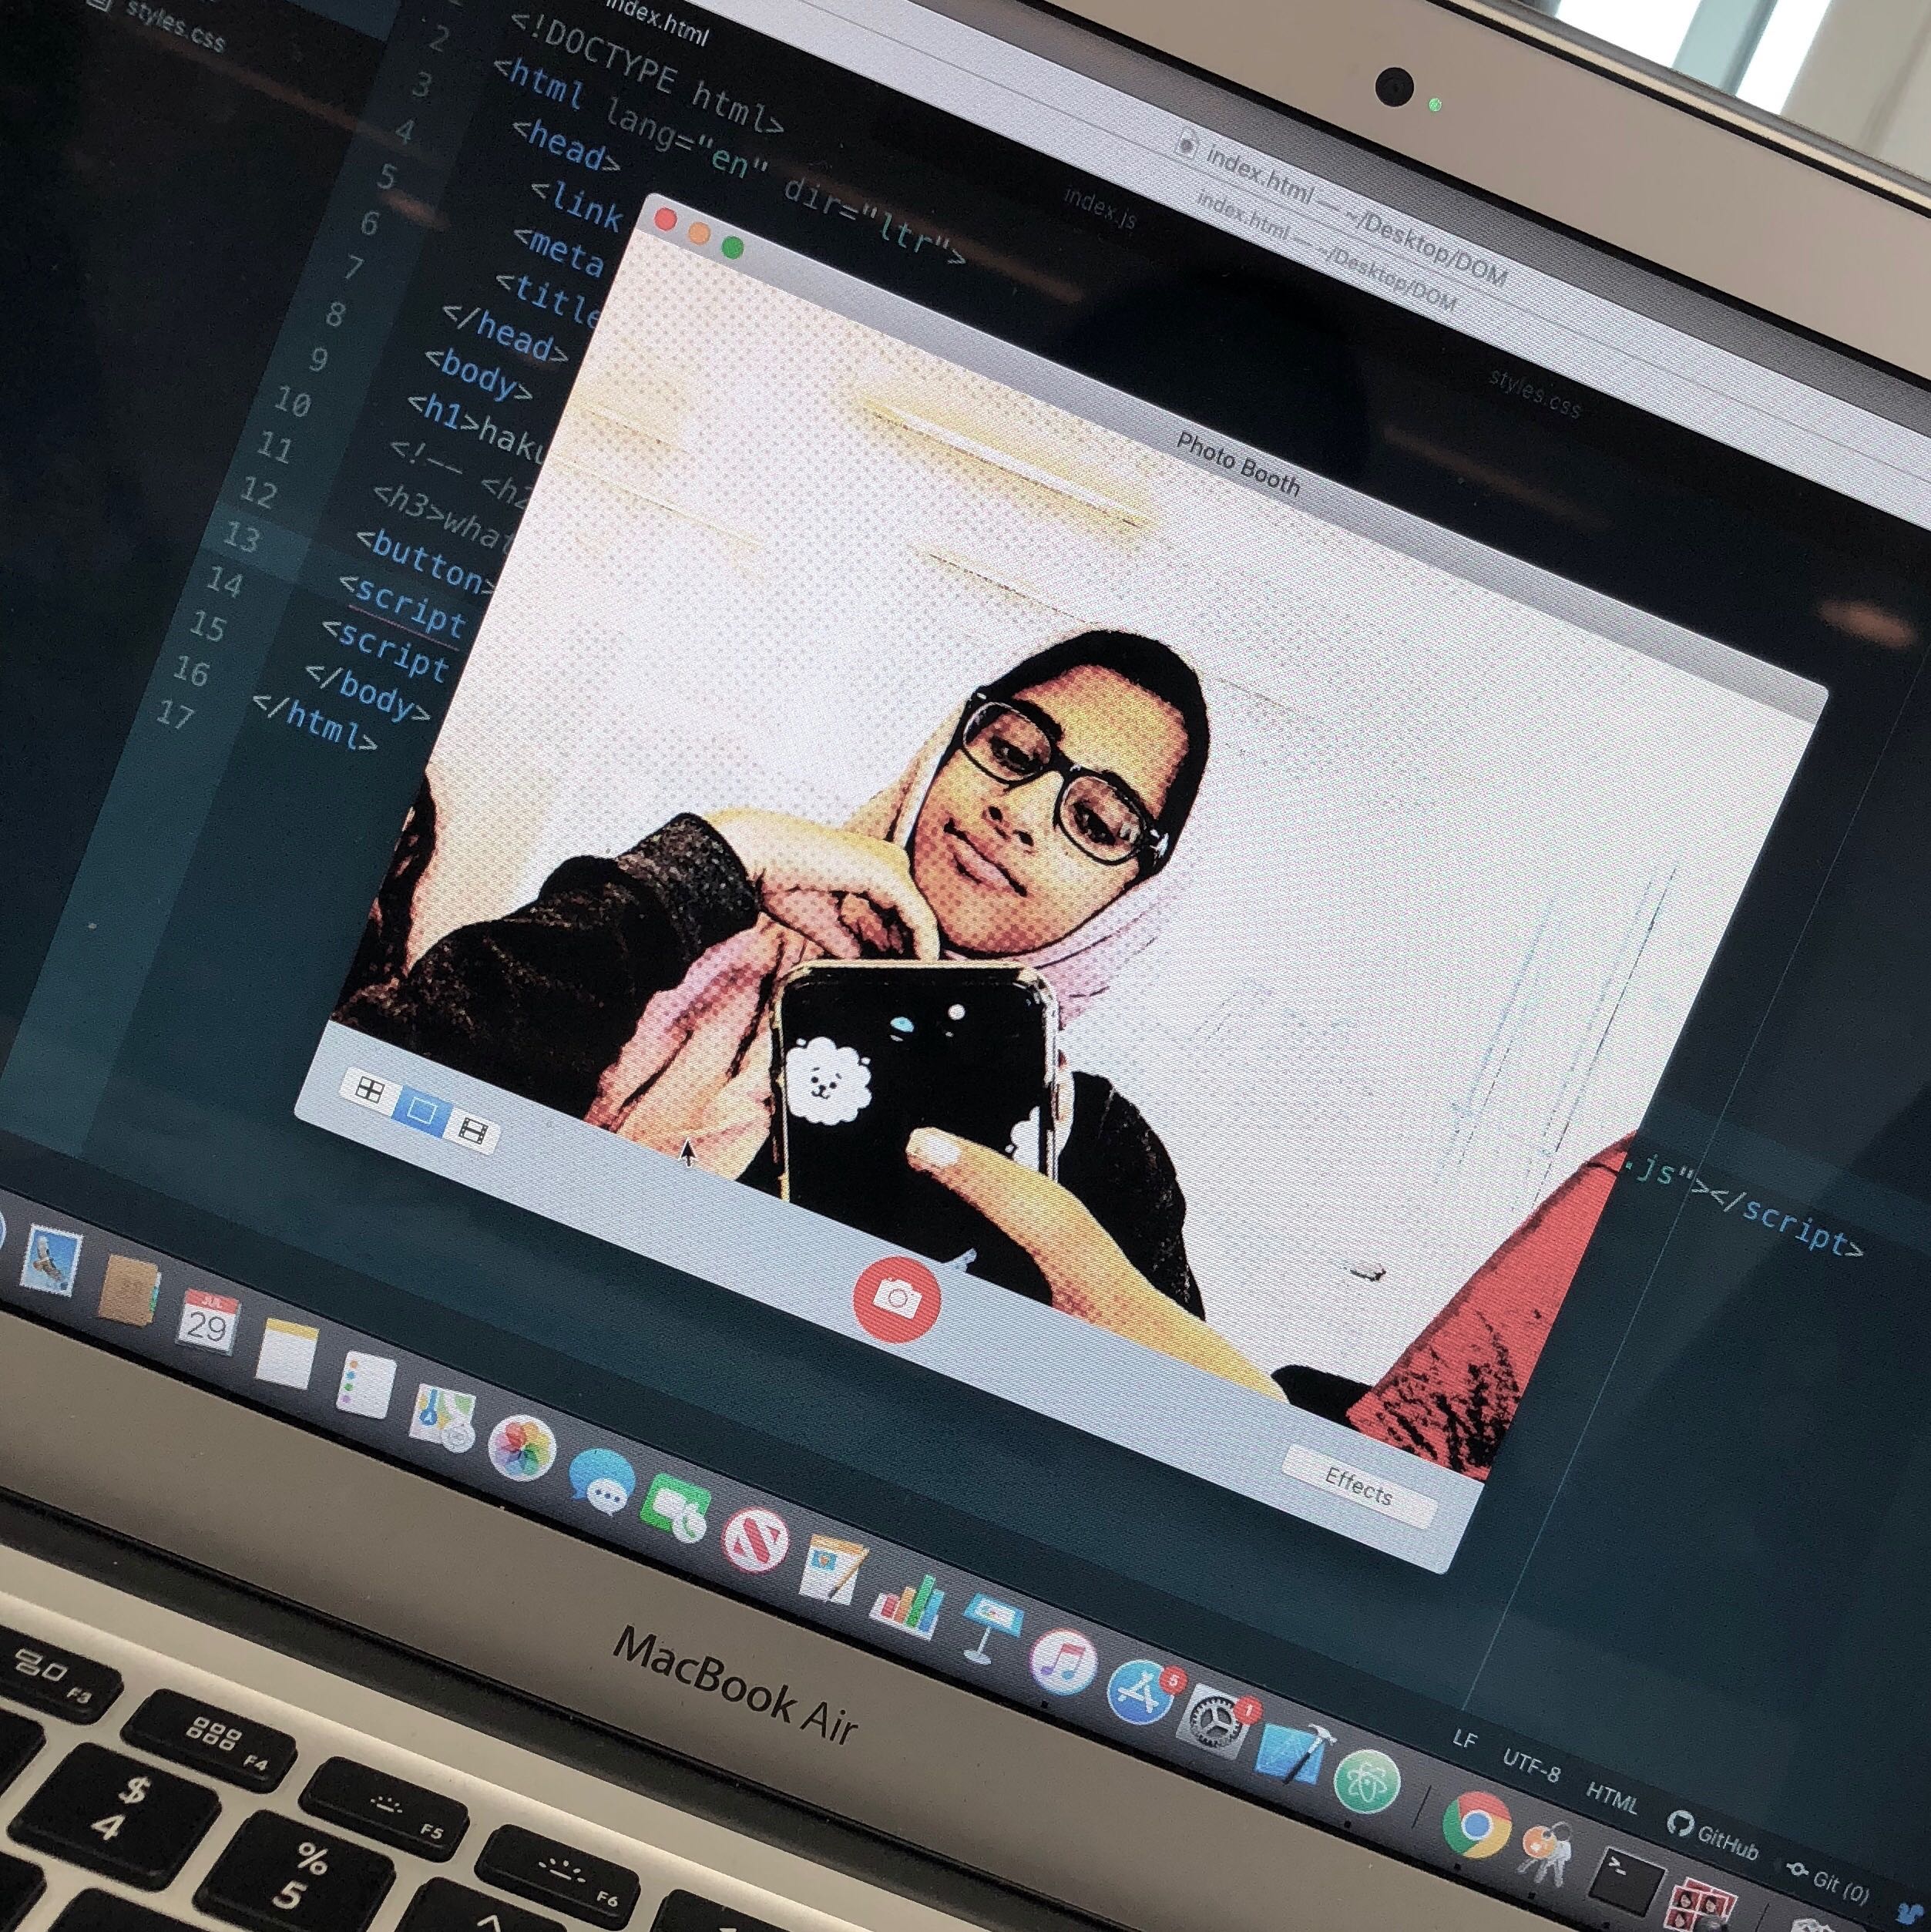 styles.css
index.html
index.html — ~/Desktop/DOM
index.html — ~/Desktop/DOM
index.js
styles.css
2 <!DOCTYPE html>
3 <html lang="en" dir="ltr">
4 <head>
5 <link
6 <meta
7 <title
8 </head>
9 <body>
10 <h1>haku
11 <!-- <h2
12 <h3>what
13 <button>
14 <script
15 <script
16 </body>
17 </html>
.js"></script>
Photo Booth
Effects
JUL
29
5
1
LF UTF-8 HTML GitHub Git (0)
MacBook Air
F3
F4
F5
F6
$
4
%
5
^